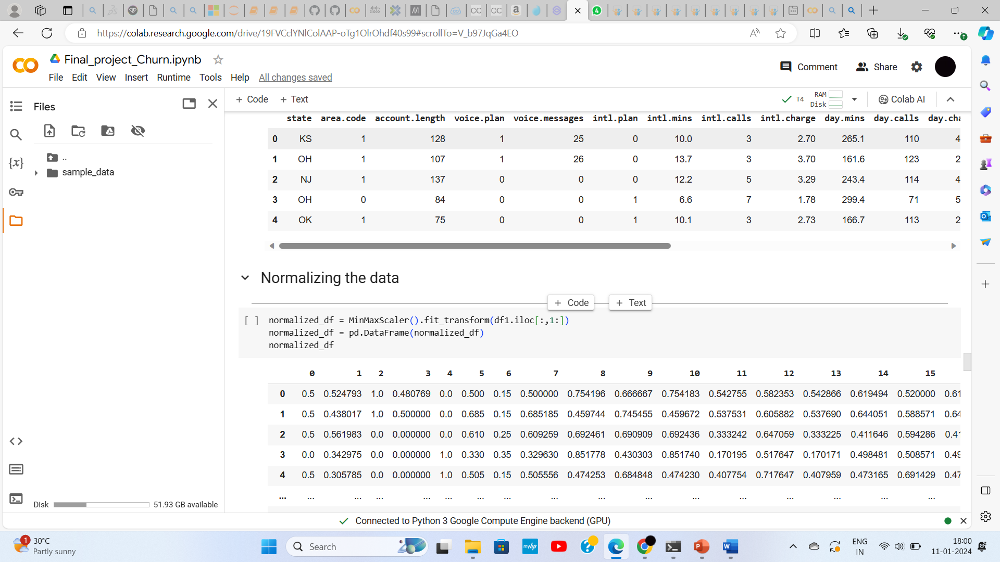 https://colab.research.google.com/drive/19FVCclYNlColAAP-oTg1OlrOhdf40s99#scrollTo=V_b97JqGa4EO
Final_project_Churn.ipynb
Comment
Share
File Edit View Insert Runtime Tools Help All changes saved
Files
+ Code + Text
T4
RAM
Disk
Colab AI
..
sample_data
state area.code account.length voice.plan voice.messages intl.plan intl.mins intl.calls intl.charge day.mins day.calls day.cha
0 KS 1 128 1 25 0 10.0 3 2.70 265.1 110 4
1 OH 1 107 1 26 0 13.7 3 3.70 161.6 123 2
2 NJ 1 137 0 0 0 12.2 5 3.29 243.4 114 4
3 OH 0 84 0 0 1 6.6 7 1.78 299.4 71 5
4 OK 1 75 0 0 1 10.1 3 2.73 166.7 113 2
Normalizing the data
+ Code + Text
[ ] normalized_df = MinMaxScaler().fit_transform(df1.iloc[:,1:])
normalized_df = pd.DataFrame(normalized_df)
normalized_df
0 1 2 3 4 5 6 7 8 9 10 11 12 13 14 15
0 0.5 0.524793 1.0 0.480769 0.0 0.500 0.15 0.500000 0.754196 0.666667 0.754183 0.542755 0.582353 0.542866 0.619494 0.520000 0.61
1 0.5 0.438017 1.0 0.500000 0.0 0.685 0.15 0.685185 0.459744 0.745455 0.459672 0.537531 0.605882 0.537690 0.644051 0.588571 0.64
2 0.5 0.561983 0.0 0.000000 0.0 0.610 0.25 0.609259 0.692461 0.690909 0.692436 0.333242 0.647059 0.333225 0.411646 0.594286 0.41
3 0.0 0.342975 0.0 0.000000 1.0 0.330 0.35 0.329630 0.851778 0.430303 0.851740 0.170195 0.517647 0.170171 0.498481 0.508571 0.49
4 0.5 0.305785 0.0 0.000000 1.0 0.505 0.15 0.505556 0.474253 0.684848 0.474230 0.407754 0.717647 0.407959 0.473165 0.691429 0.47
... ... ... ... ... ... ... ... ... ... ... ... ... ... ... ... ...
Disk 51.93 GB available
Connected to Python 3 Google Compute Engine backend (GPU)
1
30°C
Partly sunny
Search
ENG
IN
18:00
11-01-2024